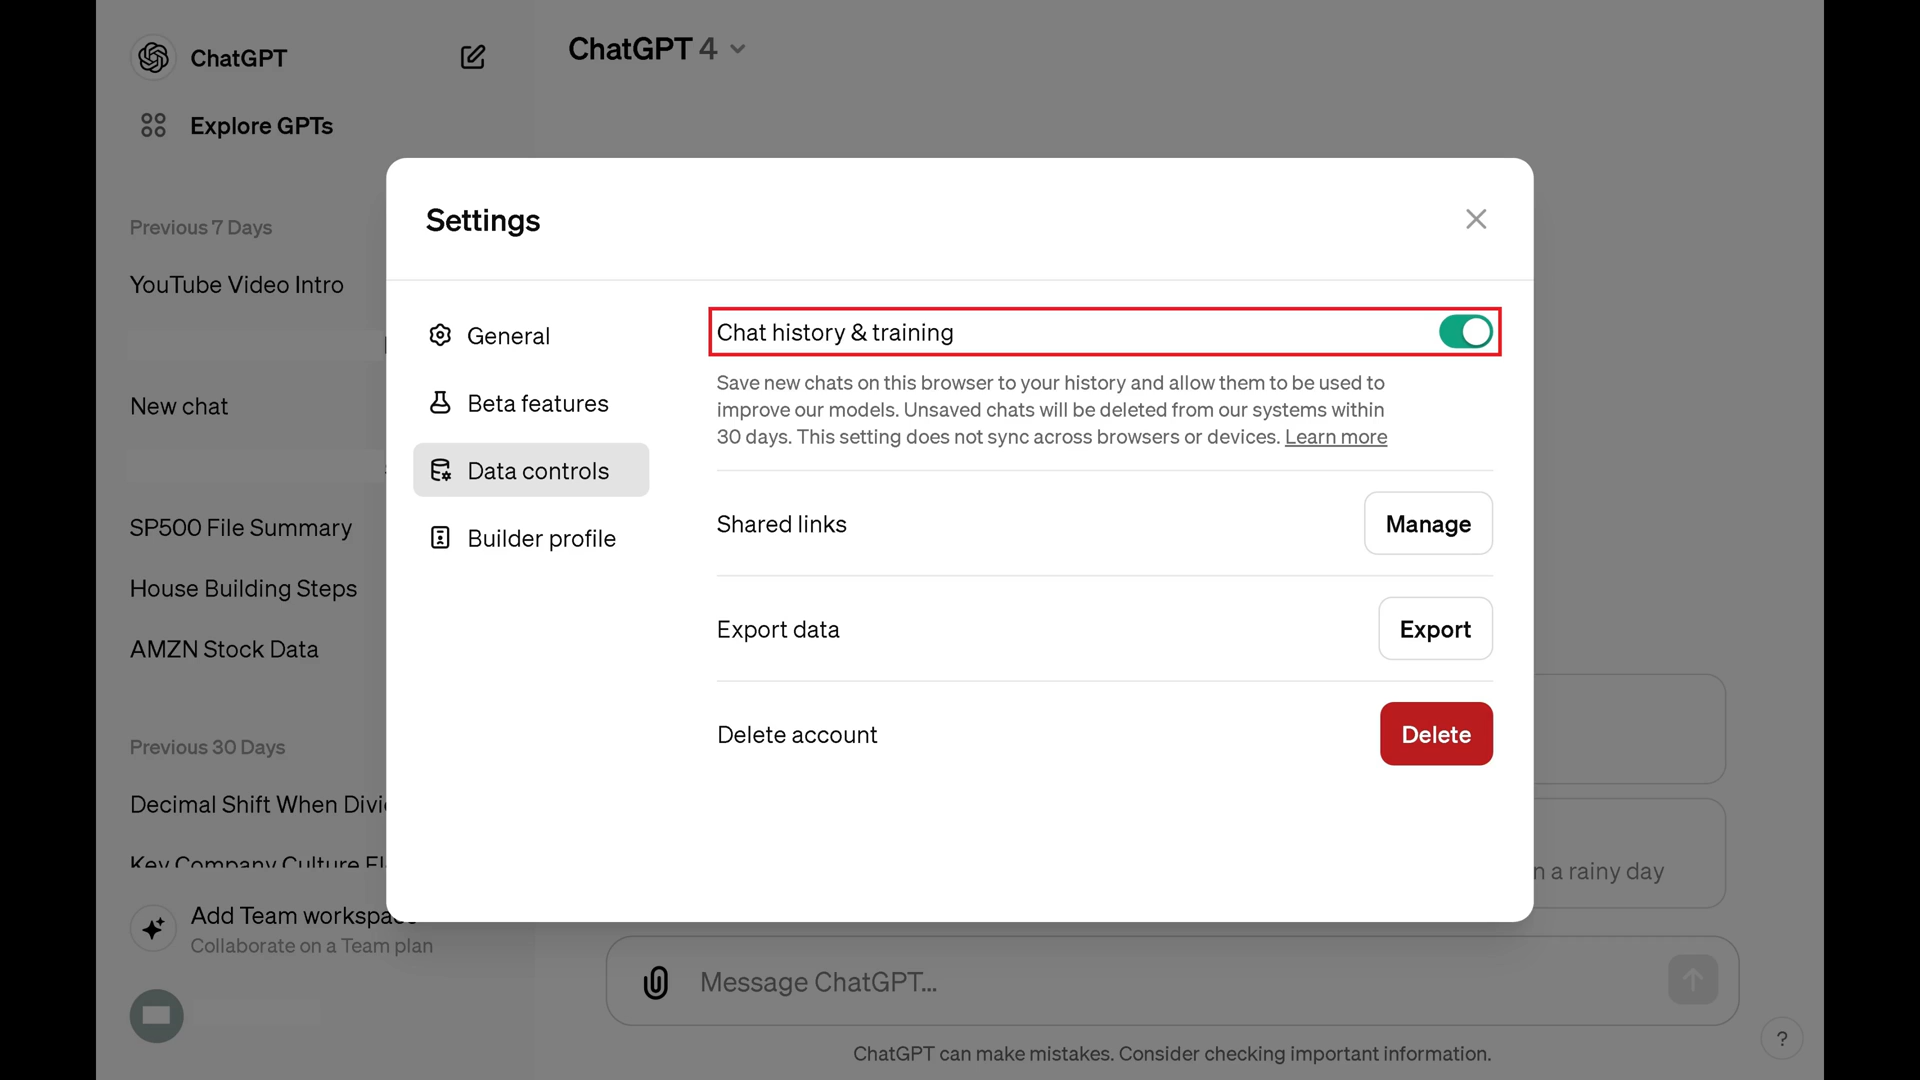 ChatGPT
Explore GPTs
Previous 7 Days
YouTube Video Intro
New chat
SP500 File Summary
House Building Steps
AMZN Stock Data
Previous 30 Days
Decimal Shift When
Key Company Culture
Add Team workspace
Collaborate on a Team plan
ChatGPT 4
Settings
General
Beta features
Data controls
Builder profile
Chat history & training
Save new chats on this browser to your history and allow them to be used to
improve our models. Unsaved chats will be deleted from our systems within
30 days. This setting does not sync across browsers or devices. Learn more
Shared links
Manage
Export data
Export
Delete account
Delete
a rainy day
Message ChatGPT...
ChatGPT can make mistakes. Consider checking important information.
?